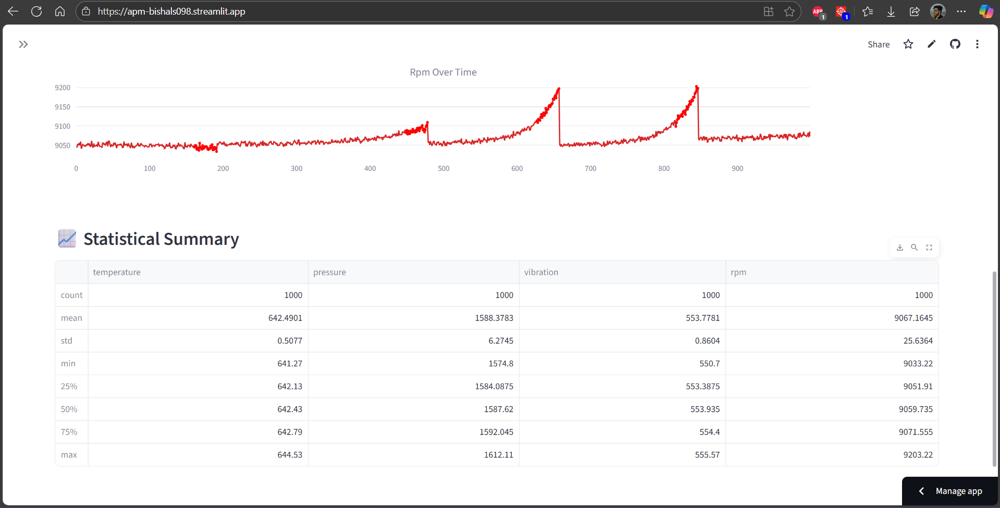 https://apm-bishals098.streamlit.app
ABP
1
1
Share
Rpm Over Time
9200
9150
9100
9050
0 100 200 300 400 500 600 700 800 900
Statistical Summary
temperature pressure vibration rpm
count 1000 1000 1000 1000
mean 642.4901 1588.3783 553.7781 9067.1645
std 0.5077 6.2745 0.8604 25.6364
min 641.27 1574.8 550.7 9033.22
25% 642.13 1584.0875 553.3875 9051.91
50% 642.43 1587.62 553.935 9059.735
75% 642.79 1592.045 554.4 9071.555
max 644.53 1612.11 555.57 9203.22
Manage app